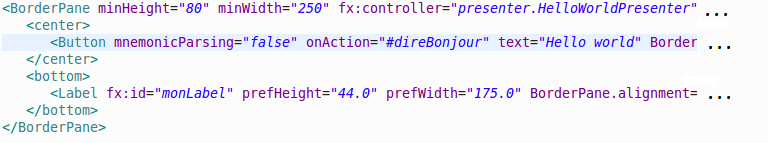 <BorderPane minHeight="80" minWidth="250" fx:controller="presenter.HelloWorldPresenter" ...
<center>
<Button mnemonicParsing="false" onAction="#direBonjour" text="Hello world" Border ...
</center>
<bottom>
<Label fx:id="monLabel" prefHeight="44.0" prefWidth="175.0" BorderPane.alignment= ...
</bottom>
</BorderPane>